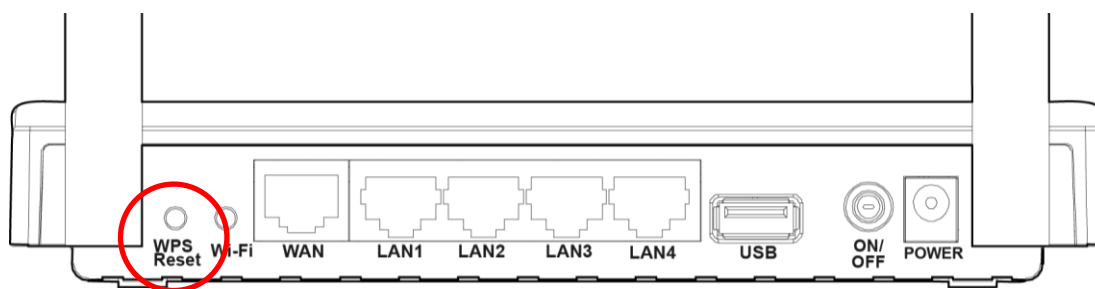 WPS
Reset
Wi-Fi
WAN
LAN1
LAN2
LAN3
LAN4
USB
ON/
OFF
POWER